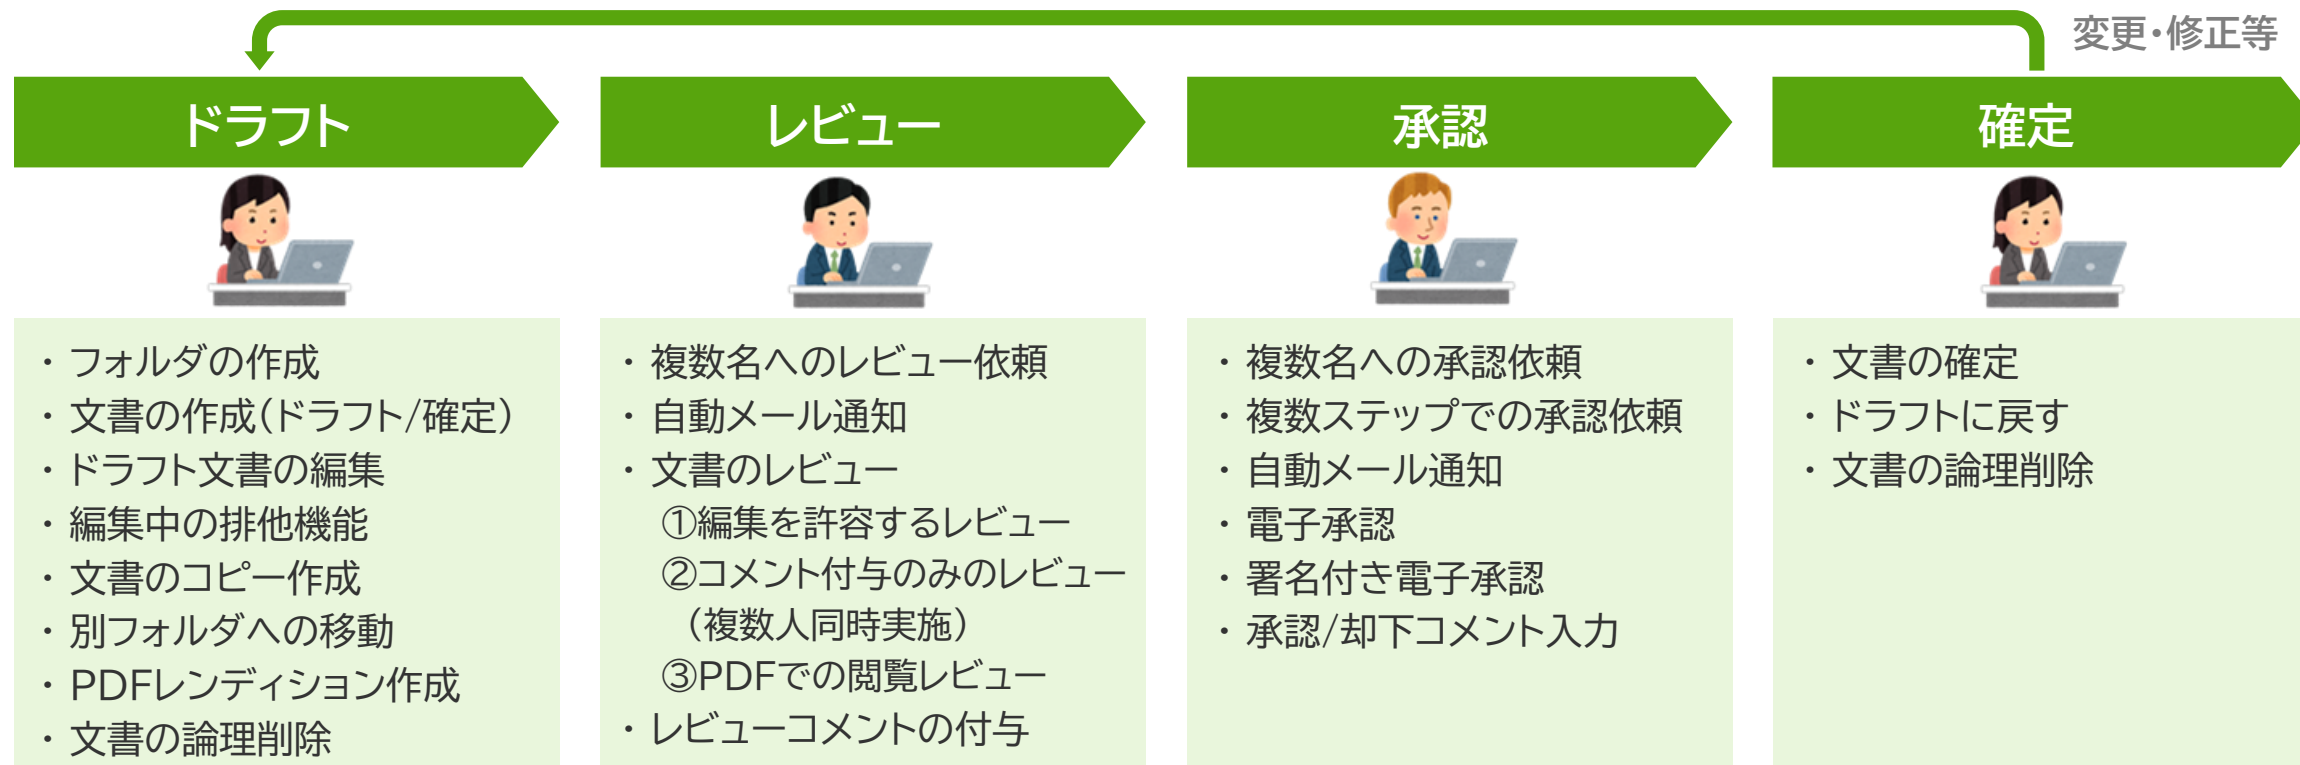 変更・修正等
ドラフト
・フォルダの作成
・文書の作成(ドラフト/確定)
・ドラフト文書の編集
・編集中の排他機能
・文書のコピー作成
・別フォルダへの移動
・PDFレンディション作成
・文書の論理削除
レビュー
・複数名へのレビュー依頼
・自動メール通知
・文書のレビュー
①編集を許容するレビュー
②コメント付与のみのレビュー
(複数人同時実施)
③PDFでの閲覧レビュー
・レビューコメントの付与
承認
・複数名への承認依頼
・複数ステップでの承認依頼
・自動メール通知
・電子承認
・署名付き電子承認
・承認/却下コメント入力
確定
・文書の確定
・ドラフトに戻す
・文書の論理削除